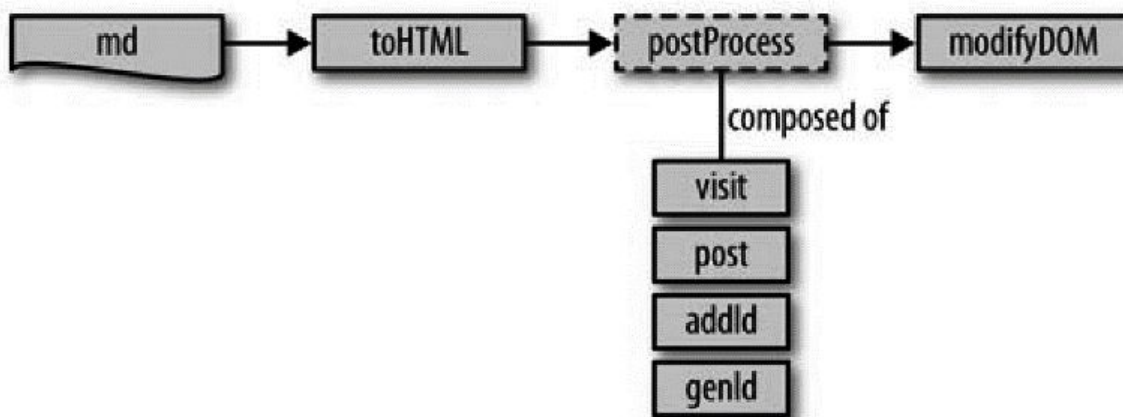 md
toHTML
postProcess
modifyDOM
composed of
visit
post
addId
genId